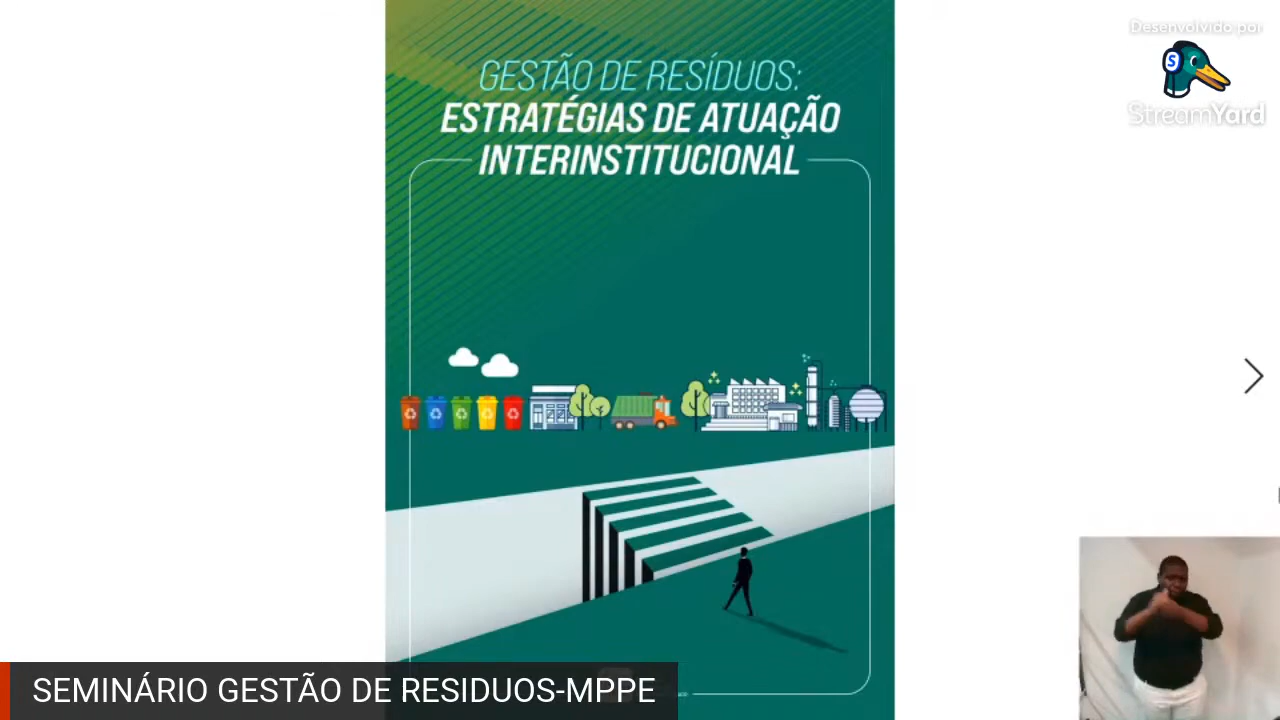 Desenvolvido por
StreamYard
GESTÃO DE RESÍDUOS:
ESTRATÉGIAS DE ATUAÇÃO
INTERINSTITUCIONAL
SEMINÁRIO GESTÃO DE RESIDUOS-MPPE